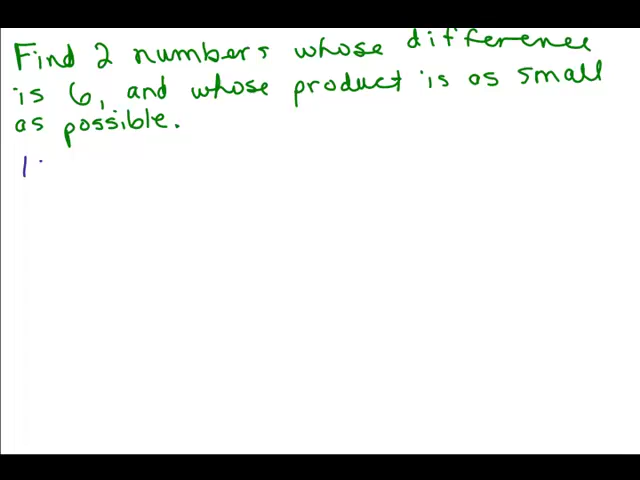 Find 2 numbers whose difference
is 6, and whose product is as small
as possible.
1.